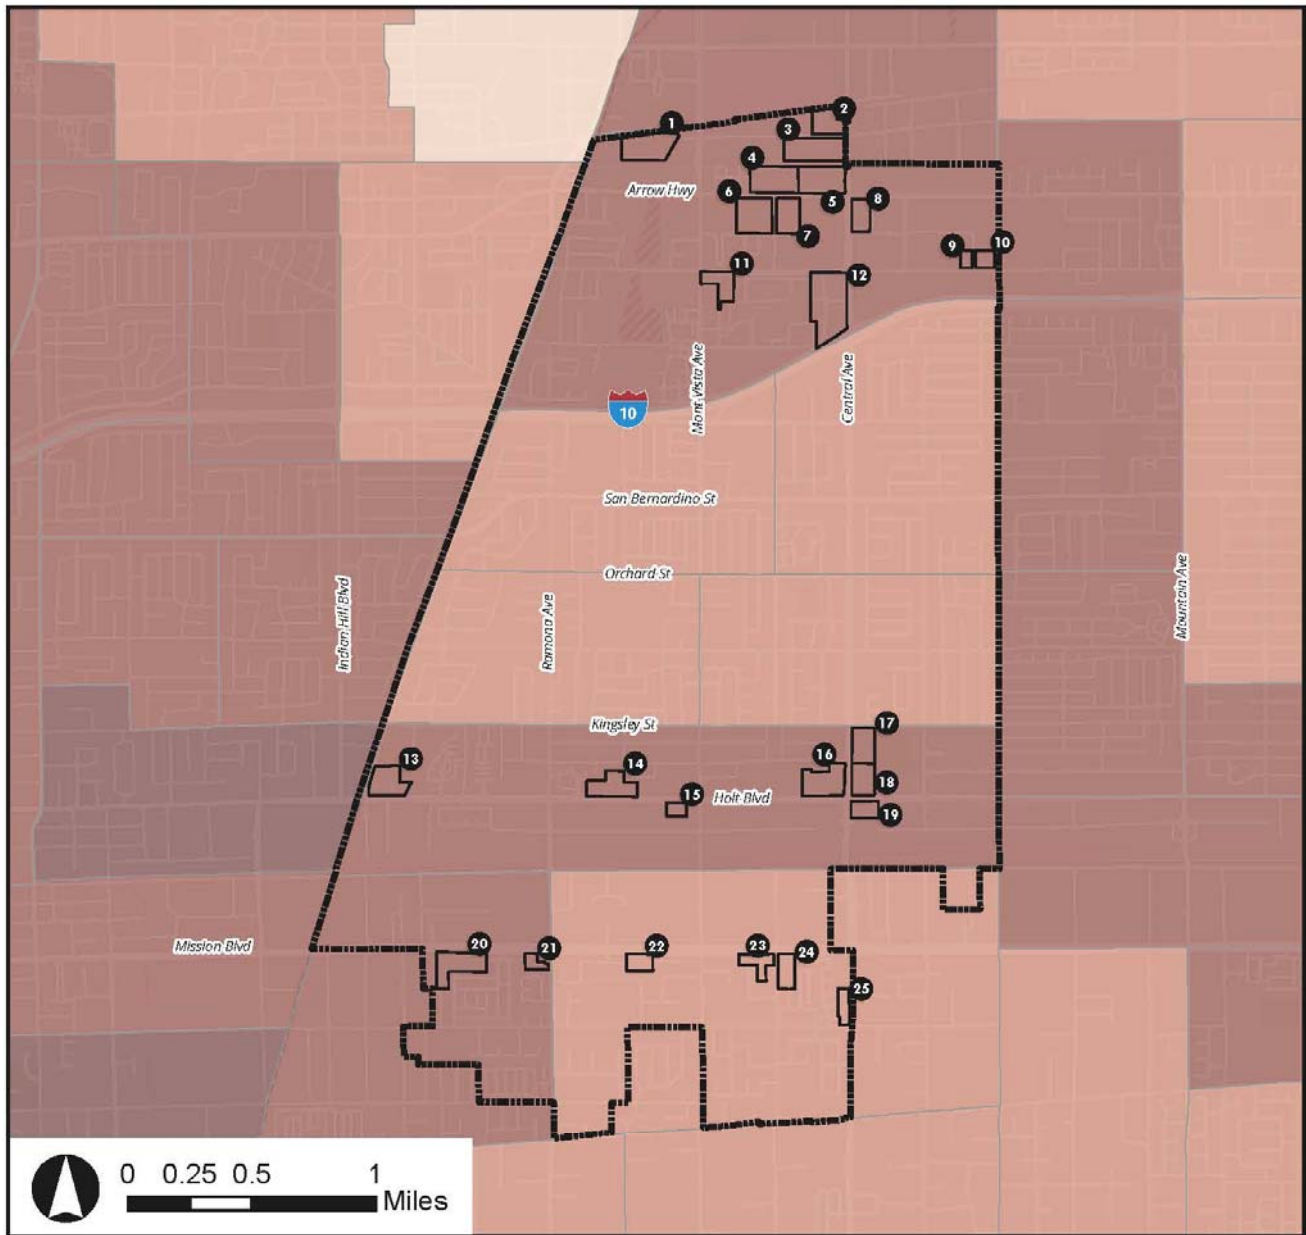 2
1
3
4
Arrow Hwy
6
5
8
7
9
10
11
12
Mont Vista Ave
Central Ave
10
San Bernardino St
Orchard St
Indian Hill Blvd
Ramona Ave
Mountain Ave
Kingsley St
17
13
14
16
18
15
Holt Blvd
19
Mission Blvd
20
21
22
23
24
25
0 0.25 0.5 1
Miles